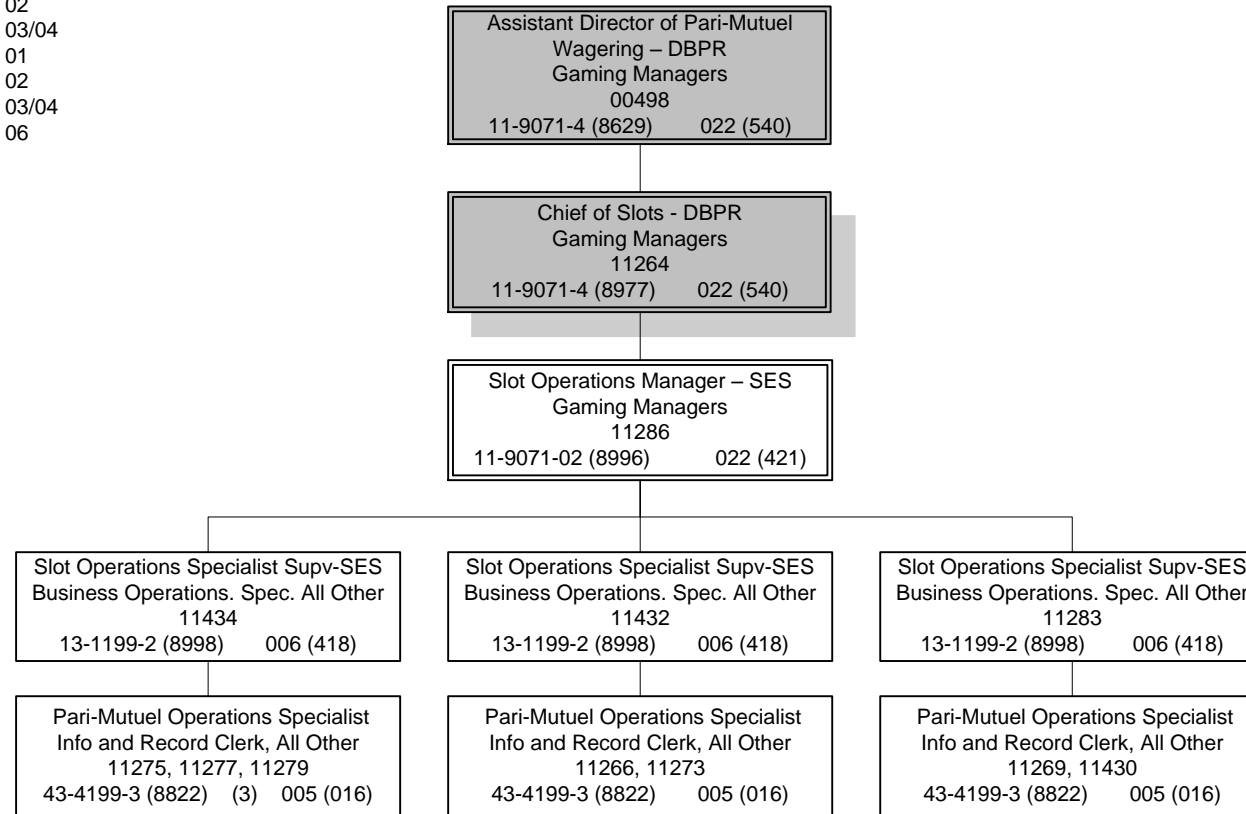 02
03/04
01
02
03/04
06
Assistant Director of Pari-Mutuel
Wagering – DBPR
Gaming Managers
00498
11-9071-4 (8629) 022 (540)
Chief of Slots - DBPR
Gaming Managers
11264
11-9071-4 (8977) 022 (540)
Slot Operations Manager – SES
Gaming Managers
11286
11-9071-02 (8996) 022 (421)
Slot Operations Specialist Supv-SES
Business Operations. Spec. All Other
11434
13-1199-2 (8998) 006 (418)
Slot Operations Specialist Supv-SES
Business Operations. Spec. All Other
11432
13-1199-2 (8998) 006 (418)
Slot Operations Specialist Supv-SES
Business Operations. Spec. All Other
11283
13-1199-2 (8998) 006 (418)
Pari-Mutuel Operations Specialist
Info and Record Clerk, All Other
11275, 11277, 11279
43-4199-3 (8822) (3) 005 (016)
Pari-Mutuel Operations Specialist
Info and Record Clerk, All Other
11266, 11273
43-4199-3 (8822) 005 (016)
Pari-Mutuel Operations Specialist
Info and Record Clerk, All Other
11269, 11430
43-4199-3 (8822) 005 (016)